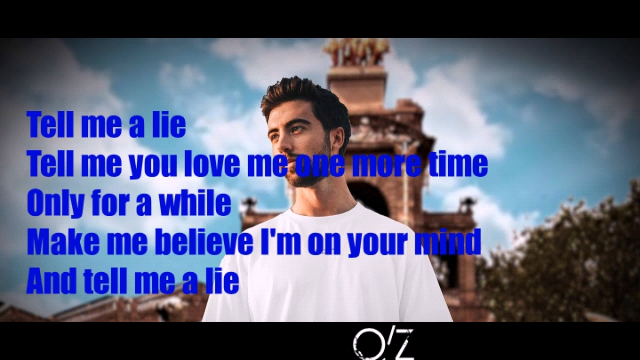 Tell me a lie
Tell me you love me one more time
Only for a while
Make me believe I'm on your mind
And tell me a lie
O'Z